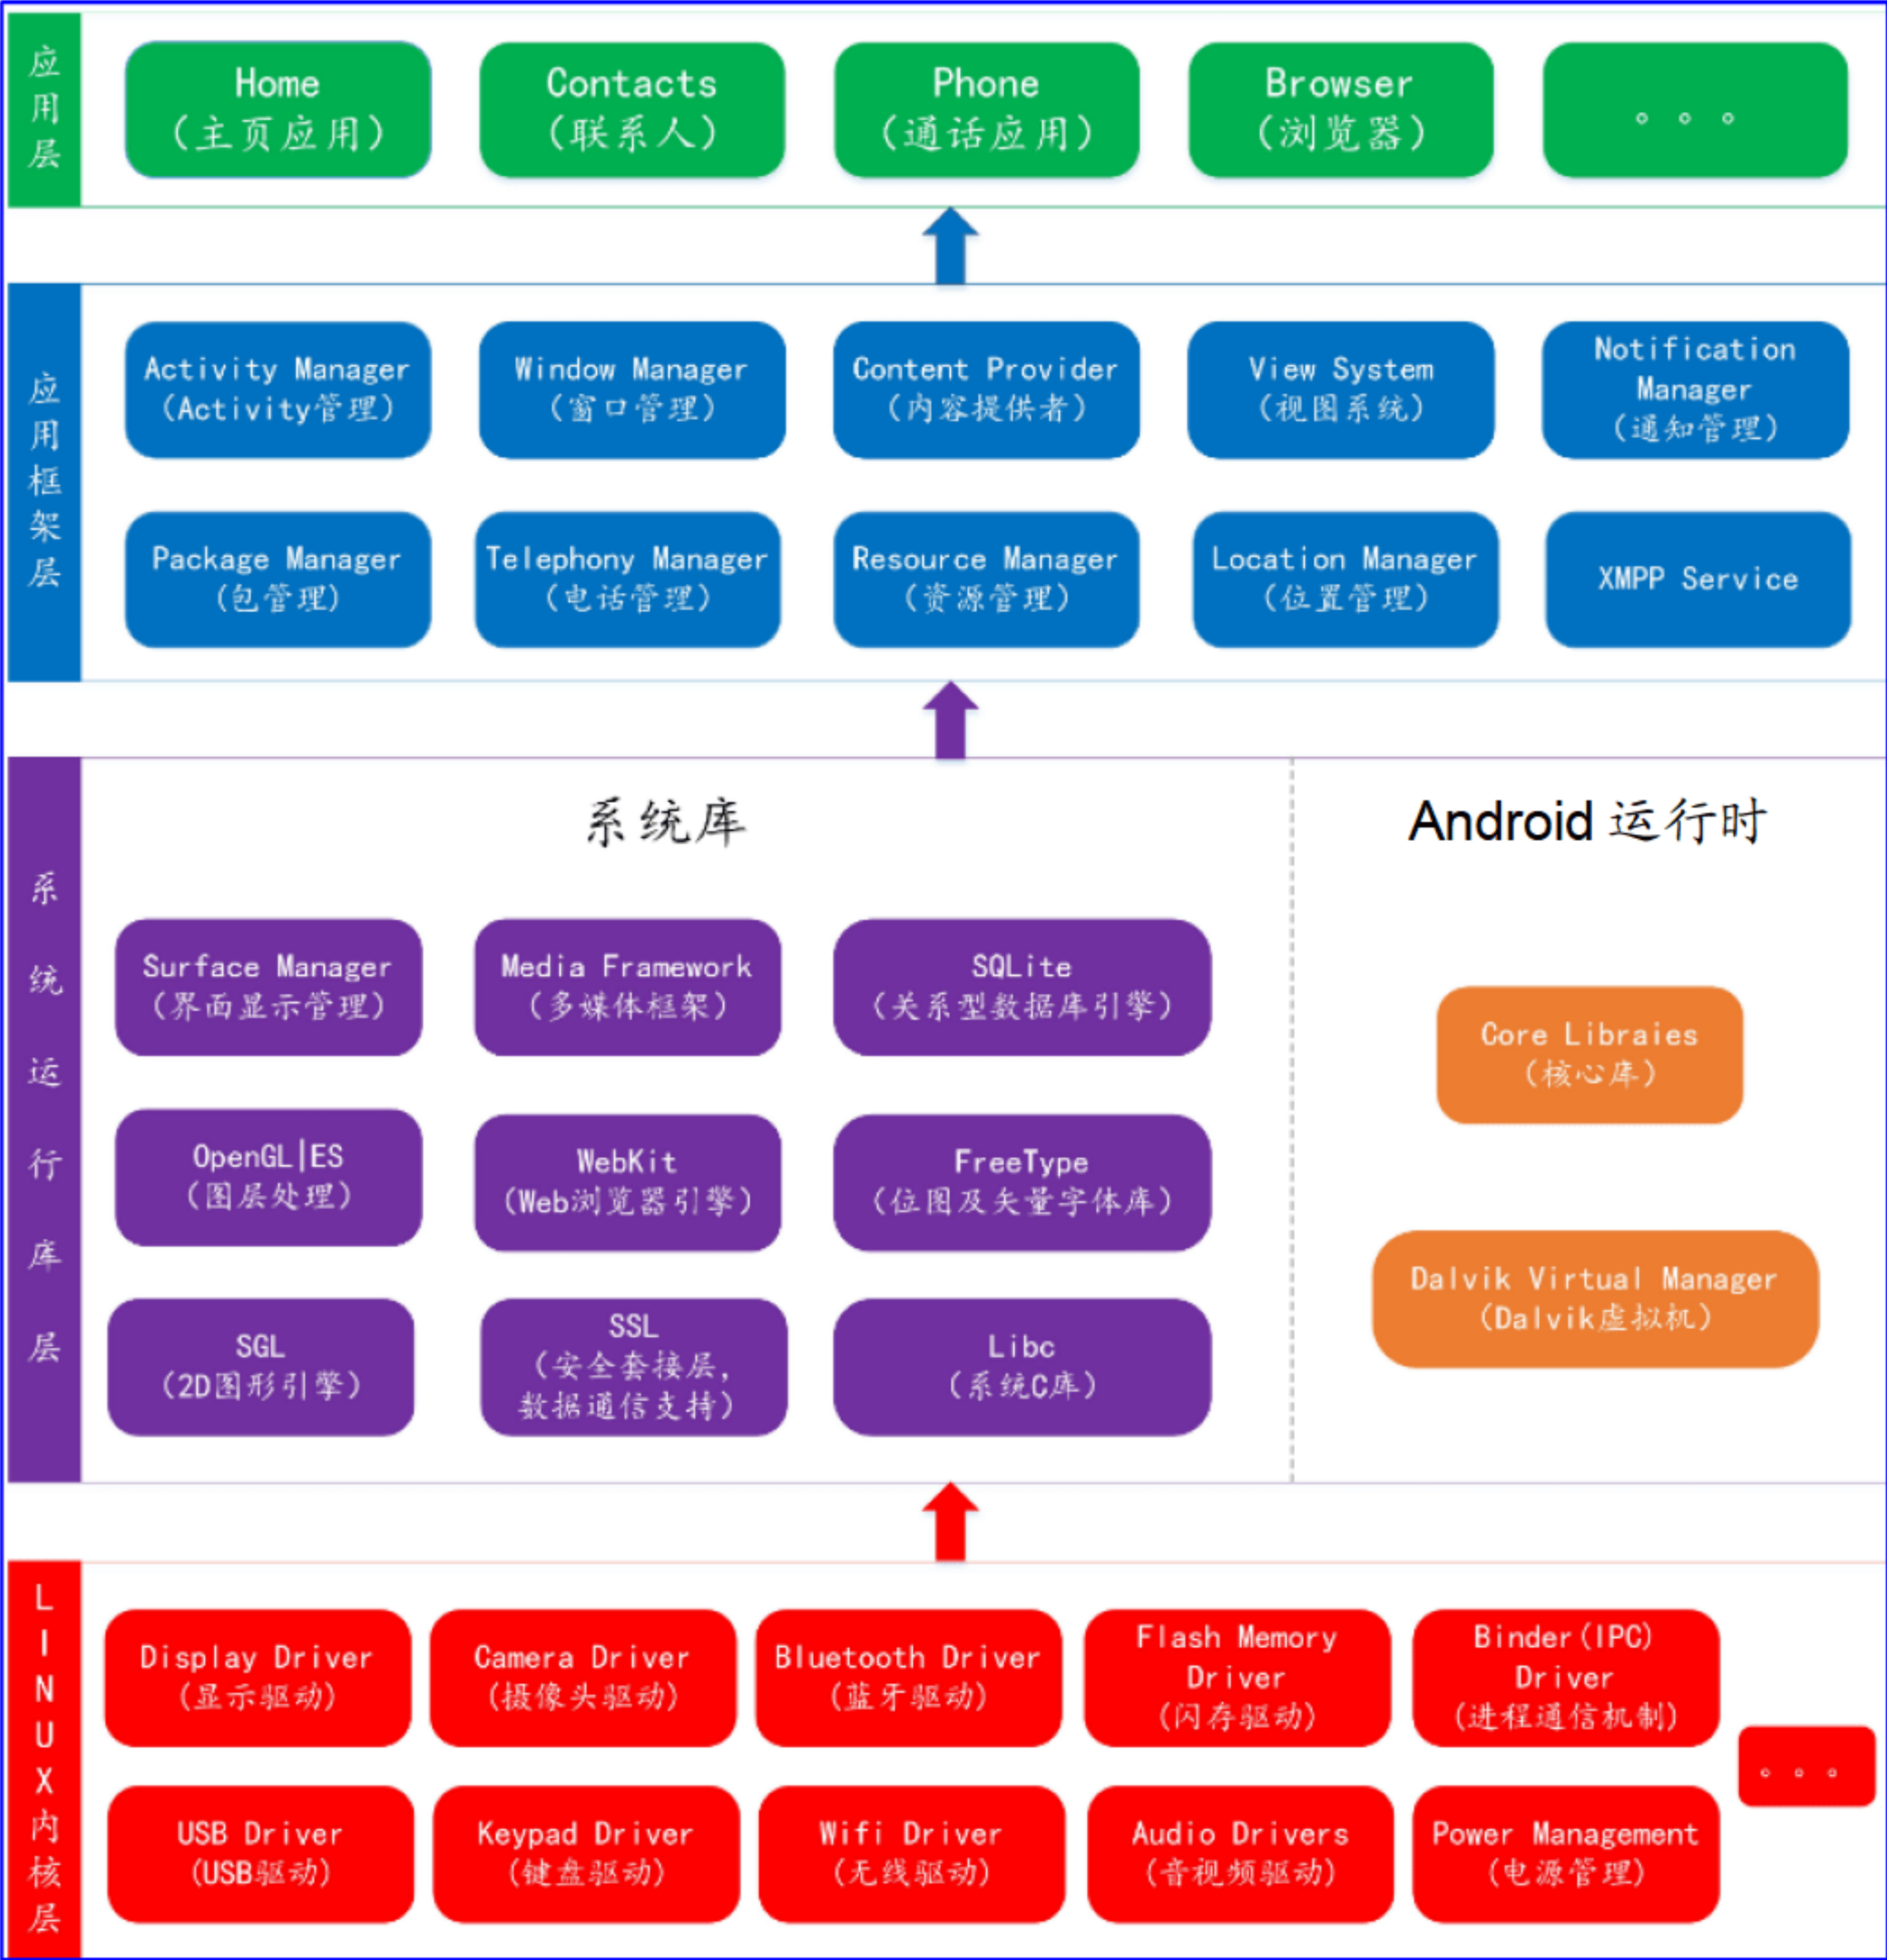 应用层
Home
（主页应用）
Contacts
（联系人）
Phone
（通话应用）
Browser
（浏览器）
。。。
应用框架层
Activity Manager
（Activity管理）
Window Manager
（窗口管理）
Content Provider
（内容提供者）
View System
（视图系统）
Notification
Manager
（通知管理）
Package Manager
（包管理）
Telephony Manager
（电话管理）
Resource Manager
（资源管理）
Location Manager
（位置管理）
XMPP Service
系统运行库层
系统库
Android 运行时
Surface Manager
（界面显示管理）
Media Framework
（多媒体框架）
SQLite
（关系型数据库引擎）
Core Libraies
（核心库）
OpenGL|ES
（图层处理）
WebKit
（Web浏览器引擎）
FreeType
（位图及矢量字体库）
Dalvik Virtual Manager
（Dalvik虚拟机）
SGL
（2D图形引擎）
SSL
（安全套接层，
数据通信支持）
Libc
（系统C库）
LINUX内核层
Display Driver
（显示驱动）
Camera Driver
（摄像头驱动）
Bluetooth Driver
（蓝牙驱动）
Flash Memory
Driver
（闪存驱动）
Binder(IPC)
Driver
（进程通信机制）
。。。
USB Driver
（USB驱动）
Keypad Driver
（键盘驱动）
Wifi Driver
（无线驱动）
Audio Drivers
（音视频驱动）
Power Management
（电源管理）